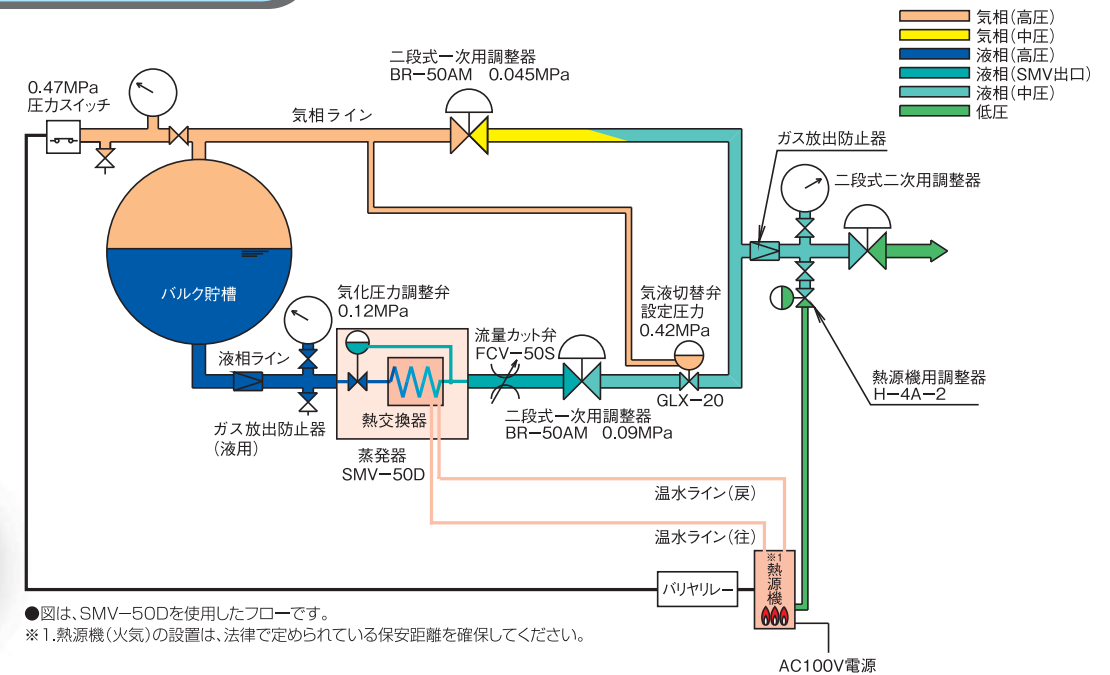 気相(高圧)
気相(中圧)
液相(高圧)
液相(SMV出口)
液相(中圧)
低圧
二段式一次用調整器
BR−50AM 0.045MPa
0.47MPa
圧力スイッチ
気相ライン
ガス放出防止器
二段式二次用調整器
バルク貯槽
気化圧力調整弁
0.12MPa
気液切替弁
設定圧力
0.42MPa
流量カット弁
FCV−50S
液相ライン
熱源機用調整器
H−4A−2
GLX−20
熱交換器
二段式一次用調整器
BR−50AM 0.09MPa
ガス放出防止器
(液用)
蒸発器
SMV−50D
温水ライン(戻)
温水ライン(往)
※1
熱源機
バリヤリレー
●図は、SMV−50Dを使用したフローです。
※1.熱源機(火気)の設置は、法律で定められている保安距離を確保してください。
AC100V電源